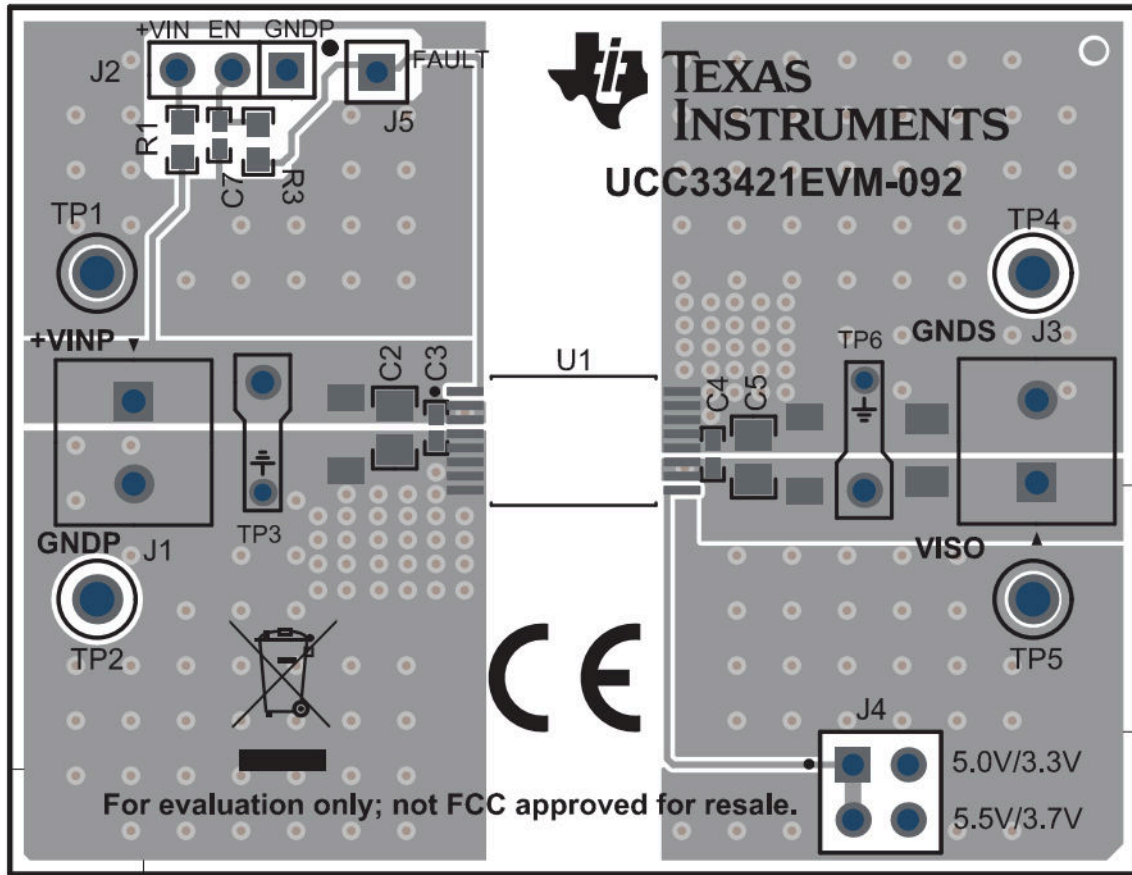 +VIN EN GNDP
J2
FAULT
J5
R1
C7
R3
TEXAS
INSTRUMENTS
UCC33421EVM-092
TP1
TP4
+VINP
GNDS
J3
TP6
U1
C2
C3
C4
C5
TP3
GNDP
J1
VISO
TP2
TP5
CE
J4
5.0V/3.3V
5.5V/3.7V
For evaluation only; not FCC approved for resale.